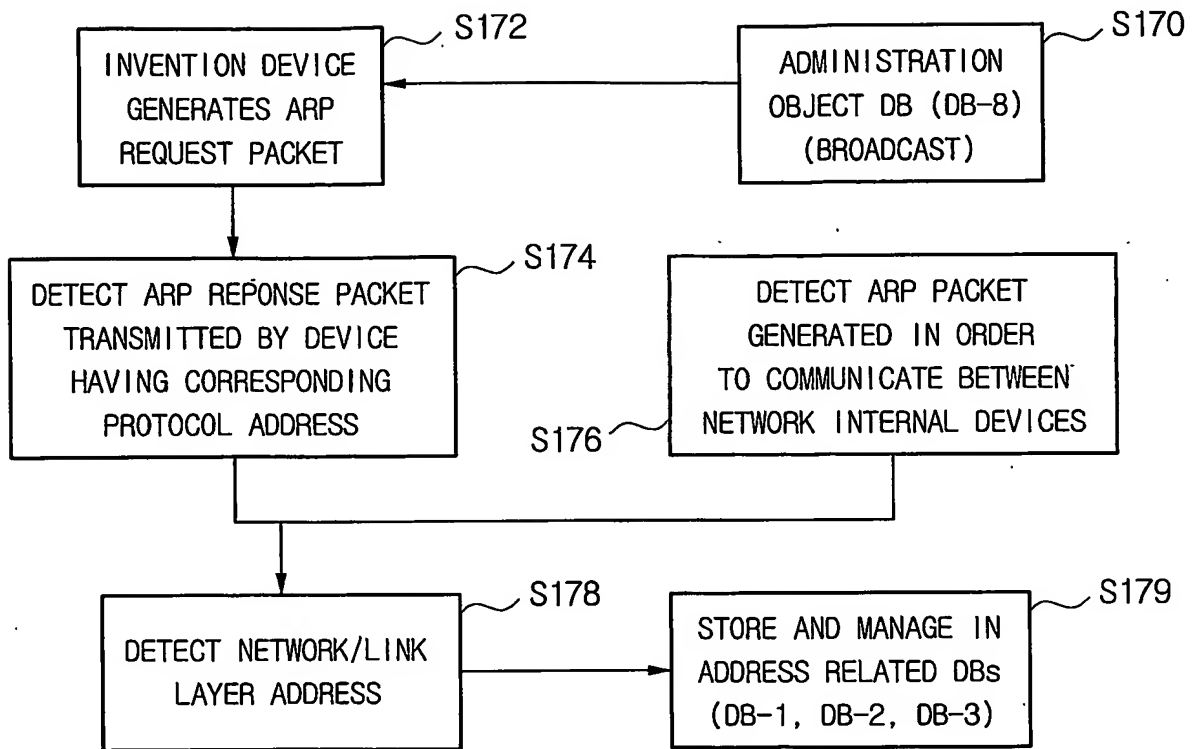 S172
INVENTION DEVICE
GENERATES ARP
REQUEST PACKET
S170
ADMINISTRATION
OBJECT DB (DB-8)
(BROADCAST)
S174
DETECT ARP REPONSE PACKET
TRANSMITTED BY DEVICE
HAVING CORRESPONDING
PROTOCOL ADDRESS
DETECT ARP PACKET
GENERATED IN ORDER
TO COMMUNICATE BETWEEN
NETWORK INTERNAL DEVICES
S176
S178
DETECT NETWORK/LINK
LAYER ADDRESS
S179
STORE AND MANAGE IN
ADDRESS RELATED DBs
(DB-1, DB-2, DB-3)